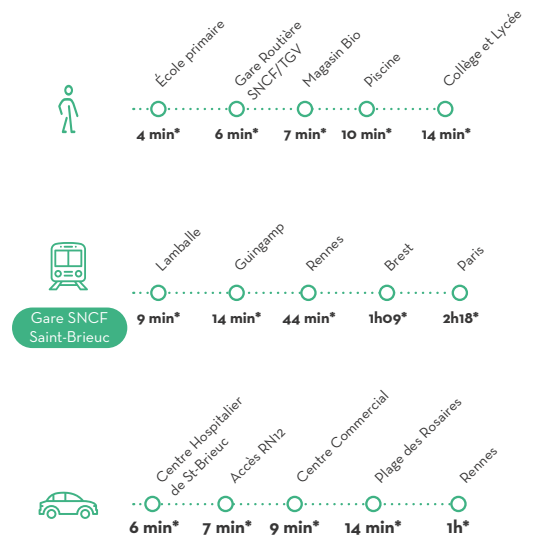 École primaire
Gare Routière
SNCF/TGV
Magasin Bio
Piscine
Collège et Lycée
4 min*
6 min*
7 min*
10 min*
14 min*
Lamballe
Guingamp
Rennes
Brest
Paris
Gare SNCF
Saint-Brieuc
9 min*
14 min*
44 min*
1h09*
2h18*
Centre Hospitalier
de St-Brieuc
Accès RN12
Centre Commercial
Plage des Rosaires
Rennes
6 min*
7 min*
9 min*
14 min*
1h*